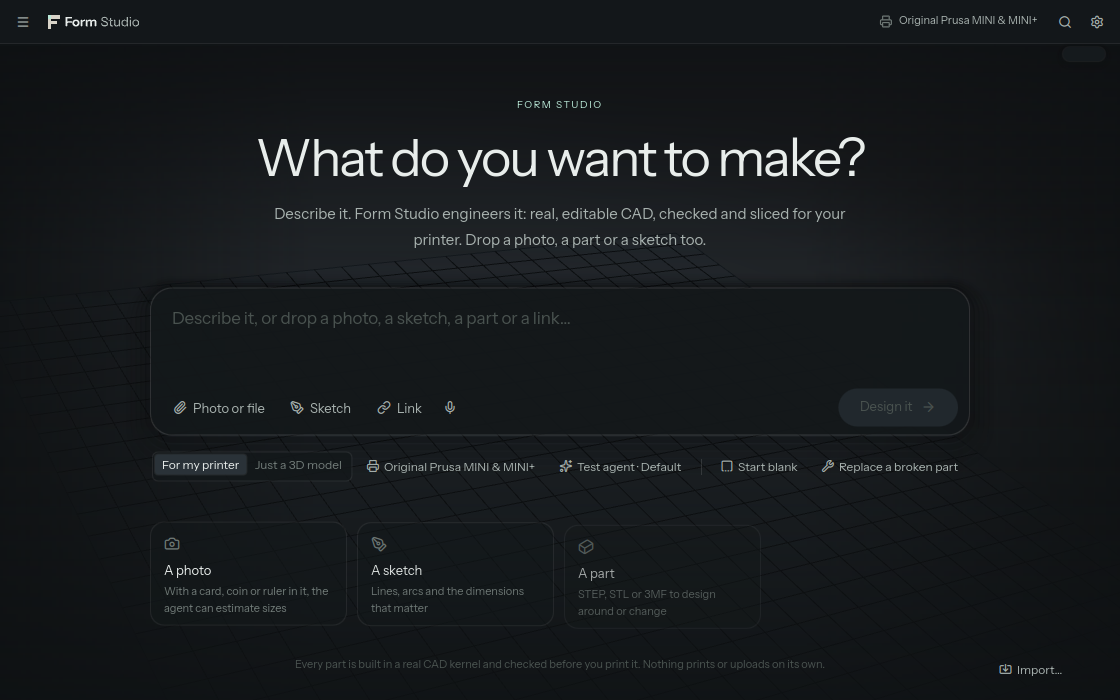 Form Studio
Original Prusa MINI & MINI+
FORM STUDIO
What do you want to make?
Describe it. Form Studio engineers it: real, editable CAD, checked and sliced for your
printer. Drop a photo, a part or a sketch too.
Describe it, or drop a photo, a sketch, a part or a link...
Photo or file
Sketch
Link
Design it
For my printer
Just a 3D model
Original Prusa MINI & MINI+
Test agent · Default
Start blank
Replace a broken part
A photo
With a card, coin or ruler in it, the
agent can estimate sizes
A sketch
Lines, arcs and the dimensions
that matter
A part
STEP, STL or 3MF to design
around or change
Every part is built in a real CAD kernel and checked before you print it. Nothing prints or uploads on its own.
Import...